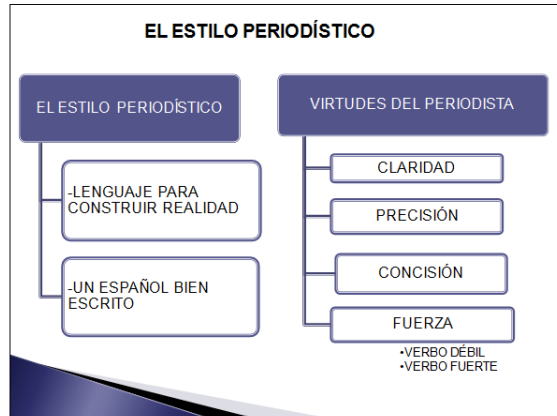 EL ESTILO PERIODÍSTICO
EL ESTILO PERIODÍSTICO
-LENGUAJE PARA
CONSTRUIR REALIDAD
-UN ESPAÑOL BIEN
ESCRITO
VIRTUDES DEL PERIODISTA
CLARIDAD
PRECISIÓN
CONCISIÓN
FUERZA
•VERBO DÉBIL
•VERBO FUERTE